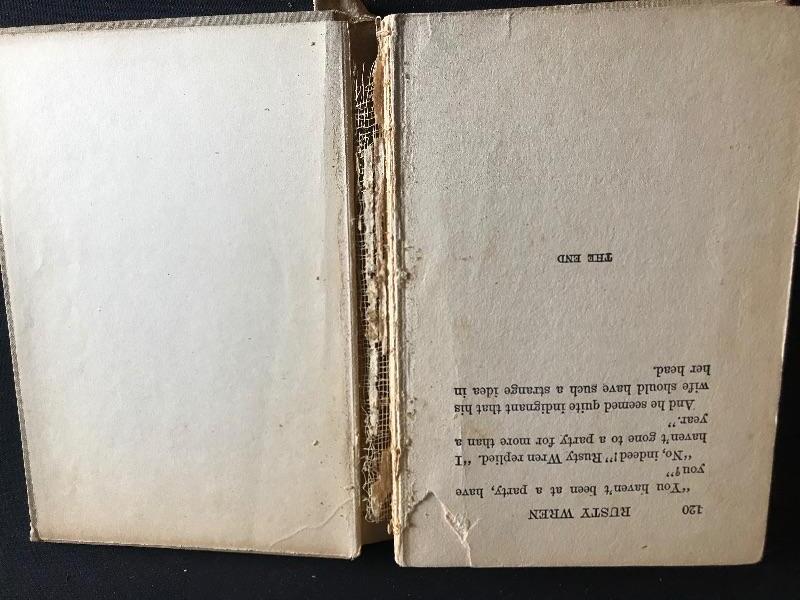 120 RUSTY WREN
"You haven't been at a party, have
you?"
"No, indeed!" Rusty Wren replied. "I
haven't gone to a party for more than a
year."
And he seemed quite indignant that his
wife should have such a strange idea in
her head.
THE END